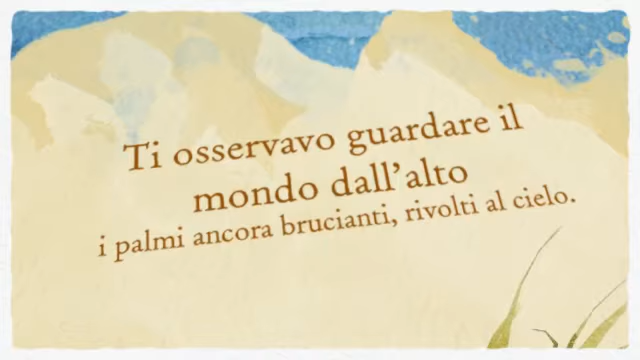 Ti osservavo guardare il
mondo dall’alto
i palmi ancora brucianti, rivolti al cielo.